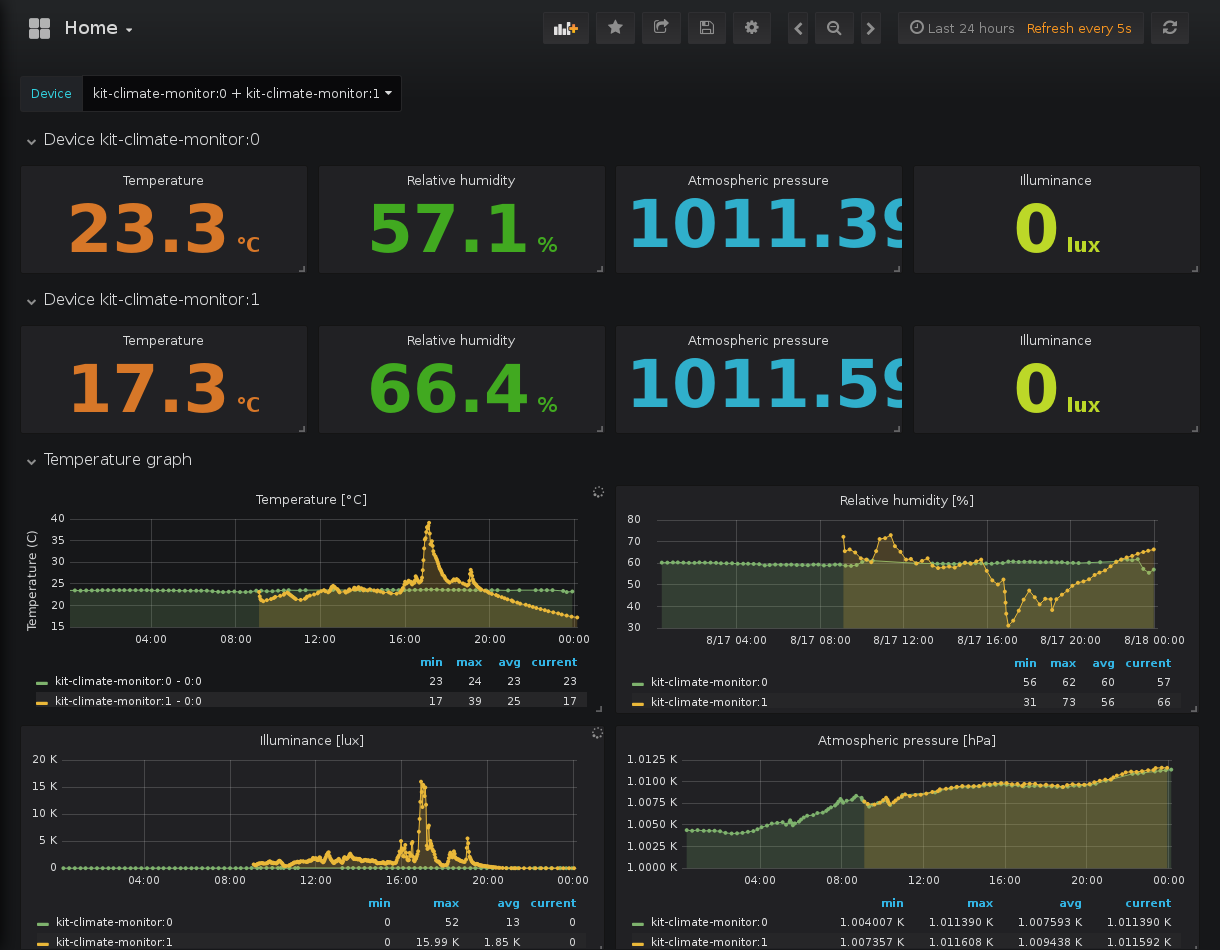 Home
Last 24 hours Refresh every 5s
Device kit-climate-monitor:0 + kit-climate-monitor:1
Device kit-climate-monitor:0
Temperature Relative humidity Atmospheric pressure Illuminance
23.3 °C 57.1 % 1011.39 0 lux
Device kit-climate-monitor:1
Temperature Relative humidity Atmospheric pressure Illuminance
17.3 °C 66.4 % 1011.59 0 lux
Temperature graph
Temperature [°C]
Temperature (C)
40
35
30
25
20
15
04:00 08:00 12:00 16:00 20:00 00:00
min max avg current
kit-climate-monitor:0 - 0:0 23 24 23 23
kit-climate-monitor:1 - 0:0 17 39 25 17
Relative humidity [%]
80
70
60
50
40
30
8/17 04:00 8/17 08:00 8/17 12:00 8/17 16:00 8/17 20:00 8/18 00:00
min max avg current
kit-climate-monitor:0 56 62 60 57
kit-climate-monitor:1 31 73 56 66
Illuminance [lux]
20 K
15 K
10 K
5 K
0
04:00 08:00 12:00 16:00 20:00 00:00
min max avg current
kit-climate-monitor:0 0 52 13 0
kit-climate-monitor:1 0 15.99 K 1.85 K 0
Atmospheric pressure [hPa]
1.0125 K
1.0100 K
1.0075 K
1.0050 K
1.0025 K
1.0000 K
04:00 08:00 12:00 16:00 20:00 00:00
min max avg current
kit-climate-monitor:0 1.004007 K 1.011390 K 1.007593 K 1.011390 K
kit-climate-monitor:1 1.007357 K 1.011608 K 1.009438 K 1.011592 K